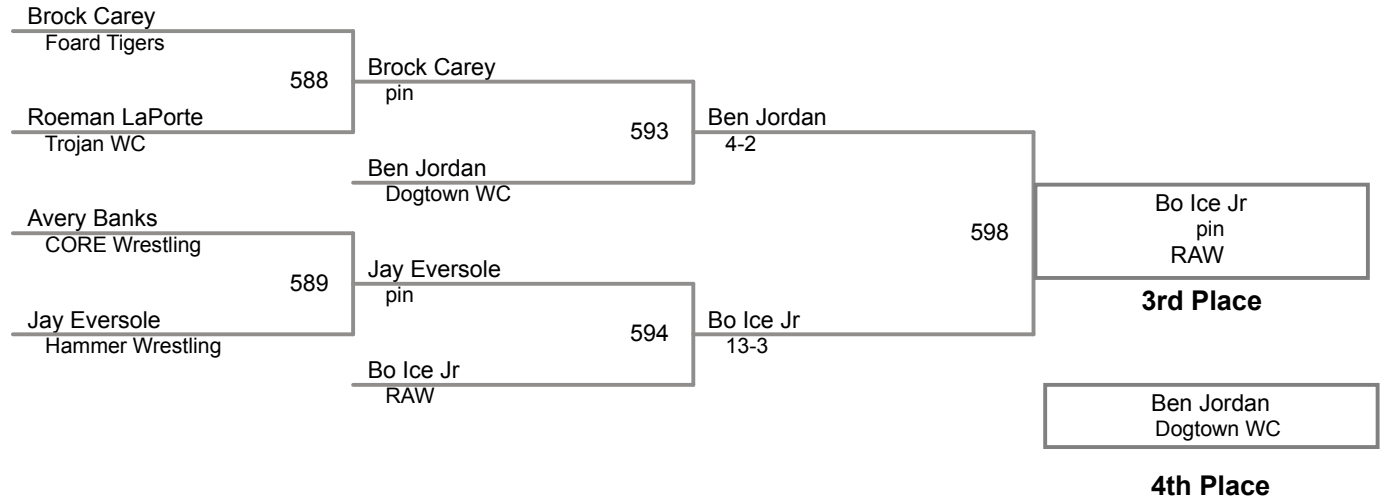 Brock Carey
Foard Tigers
588
Brock Carey
pin
Roeman LaPorte
Trojan WC
593
Ben Jordan
4-2
Ben Jordan
Dogtown WC
Avery Banks
CORE Wrestling
589
Jay Eversole
pin
Jay Eversole
Hammer Wrestling
594
Bo Ice Jr
13-3
Bo Ice Jr
RAW
598
Bo Ice Jr
pin
RAW
3rd Place
Ben Jordan
Dogtown WC
4th Place